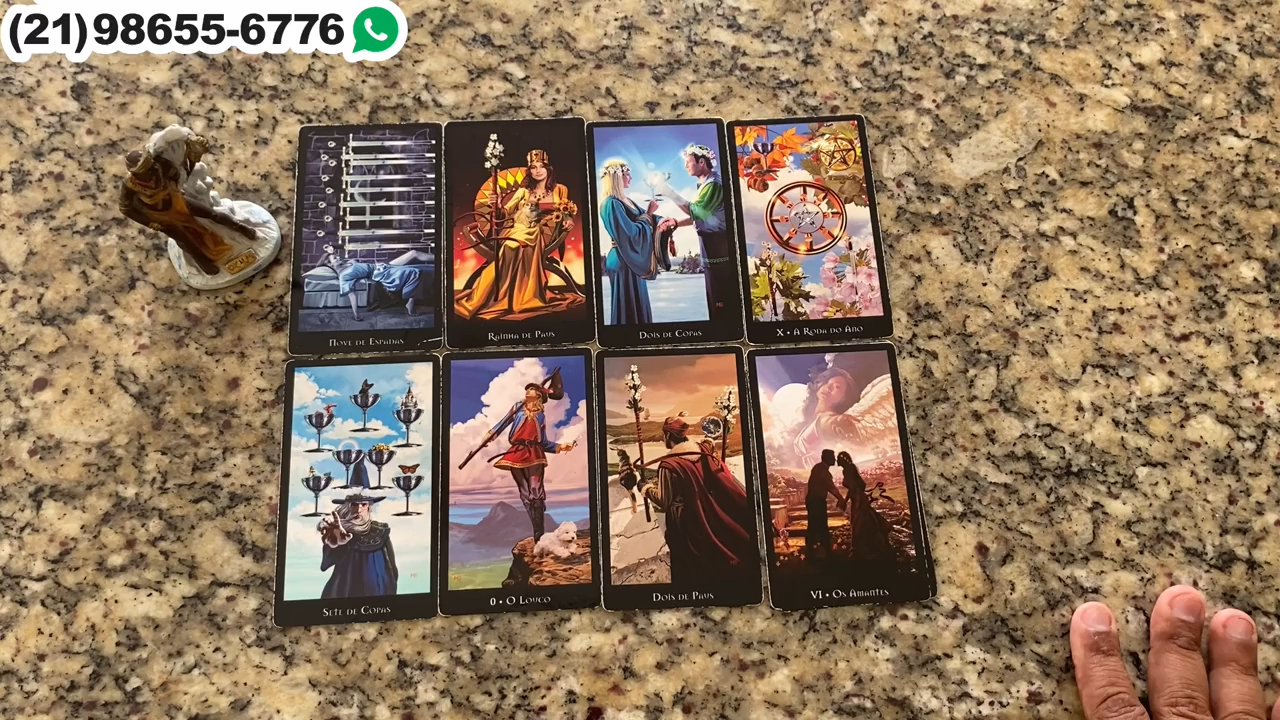 (21)98655-6776
Nove de Espadas
Rainha de Paus
Dois de Copas
X • A Roda do Ano
Sete de Copas
0 • O Louco
Dois de Paus
VI • Os Amantes